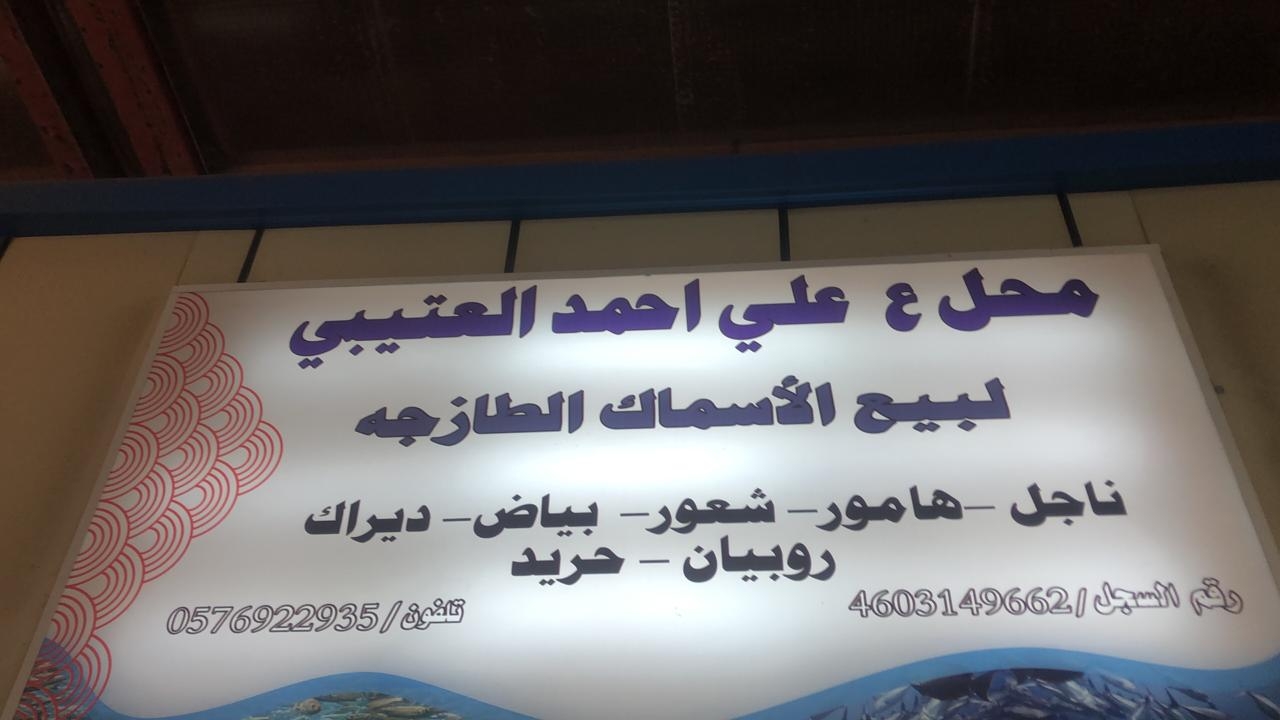 محل ع علي احمد العتيبي
لبيع الأسماك الطازجه
ناجل – هامور – شعور – بياض – ديراك
روبيان – حريد
رقم السجل/4603149662
تلفون/0576922935